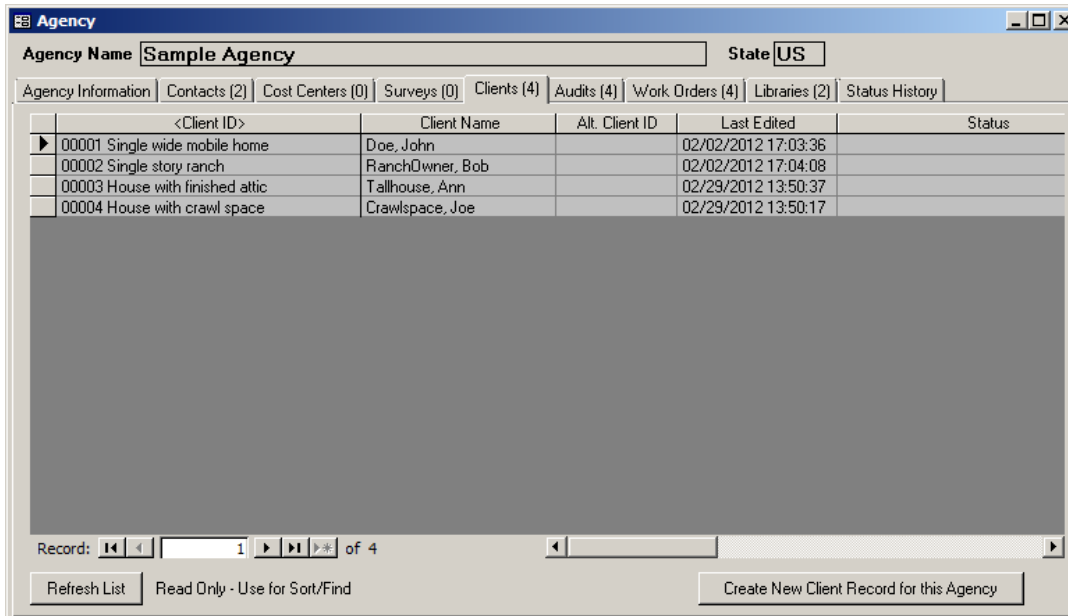 Agency
Agency Name Sample Agency State US
Agency Information Contacts (2) Cost Centers (0) Surveys (0) Clients (4) Audits (4) Work Orders (4) Libraries (2) Status History
<Client ID> Client Name Alt. Client ID Last Edited Status
00001 Single wide mobile home Doe, John 02/02/2012 17:03:36
00002 Single story ranch RanchOwner, Bob 02/02/2012 17:04:08
00003 House with finished attic Tallhouse, Ann 02/29/2012 13:50:37
00004 House with crawl space Crawlspace, Joe 02/29/2012 13:50:17
Record: 1 of 4
Refresh List Read Only - Use for Sort/Find Create New Client Record for this Agency